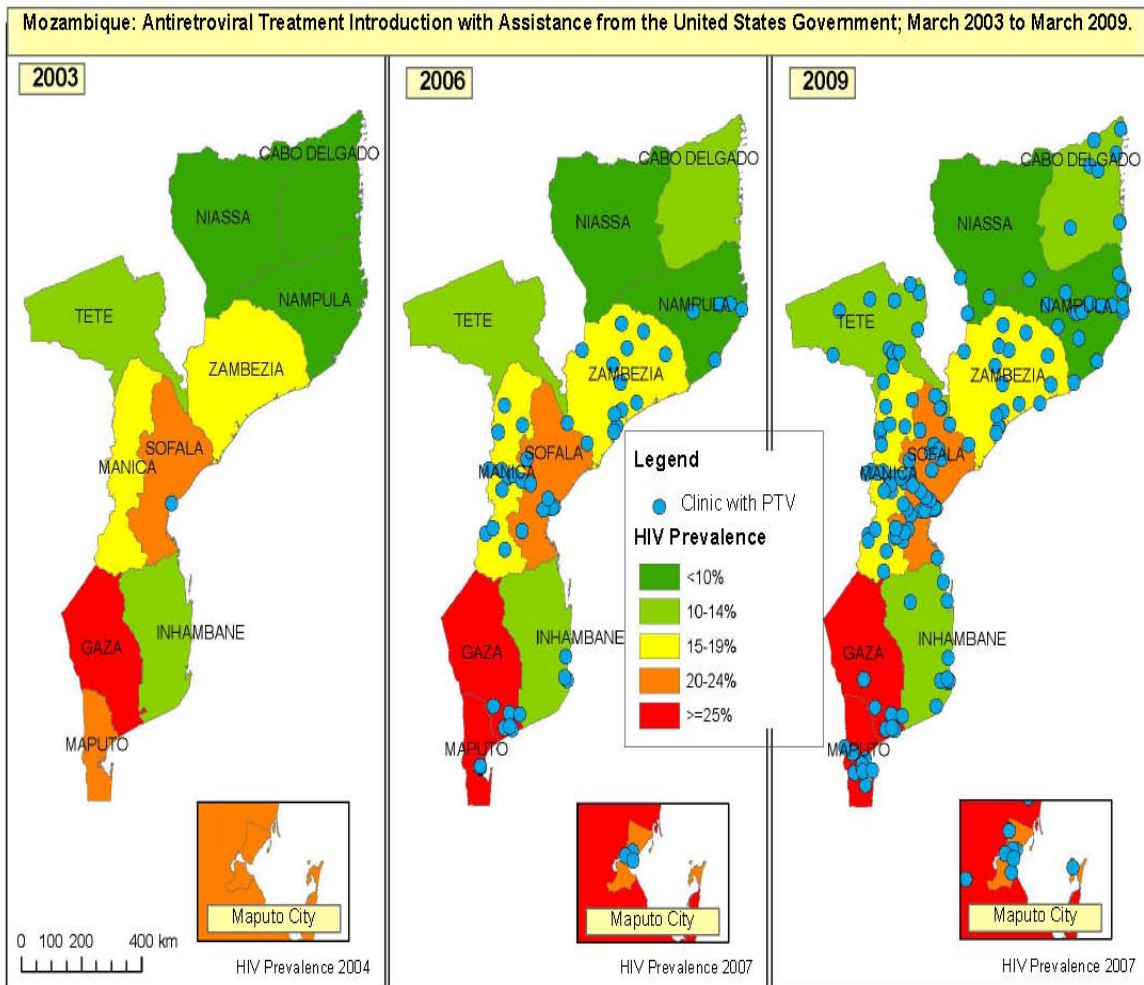 Mozambique: Antiretroviral Treatment Introduction with Assistance from the United States Government; March 2003 to March 2009.
2003
CABO DELGADO
NIASSA
NAMPULA
TETE
ZAMBEZIA
SOFALA
MANICA
GAZA
INHAMBANE
MAPUTO
Maputo City
0 100 200 400 km
HIV Prevalence 2004
2006
CABO DELGADO
NIASSA
NAMPULA
TETE
ZAMBEZIA
SOFALA
MANICA
INHAMBANE
GAZA
MAPUTO
Maputo City
HIV Prevalence 2007
Legend
Clinic with PTV
HIV Prevalence
<10%
10-14%
15-19%
20-24%
>=25%
2009
CABO DELGADO
NIASSA
NAMPULA
TETE
ZAMBEZIA
SOFALA
MANICA
INHAMBANE
GAZA
MAPUTO
Maputo City
HIV Prevalence 2007